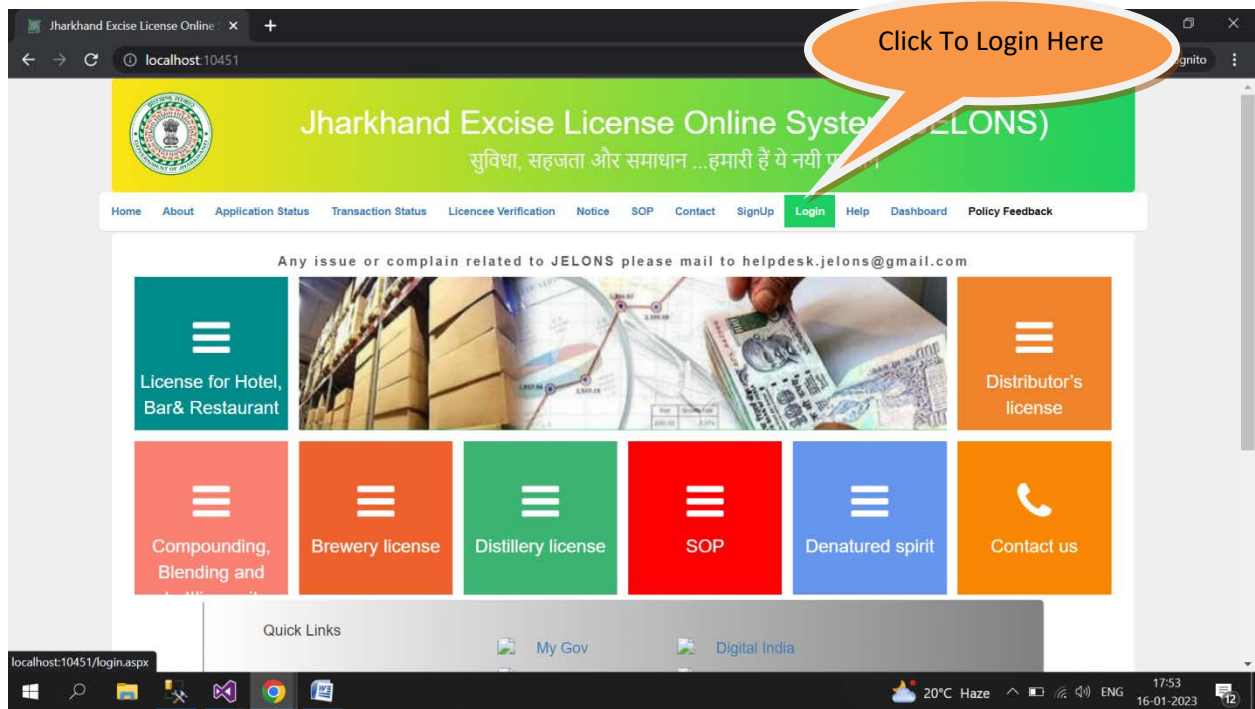 Jharkhand Excise License Online
Click To Login Here
localhost:10451
Jharkhand Excise License Online
सुविधा, सहजता और समाधान ...हमारी हैं ये नयी
Home About Application Status Transaction Status Licencee Verification Notice SOP Contact SignUp Login Help Dashboard Policy Feedback
Any issue or complain related to JELONS please mail to helpdesk.jelons@gmail.com
License for Hotel,
Bar& Restaurant
Distributor's
license
Compounding,
Blending and
Brewery license
Distillery license
SOP
Denatured spirit
Contact us
Quick Links
My Gov
Digital India
localhost:10451/login.aspx
20°C Haze
ENG
17:53
16-01-2023
12